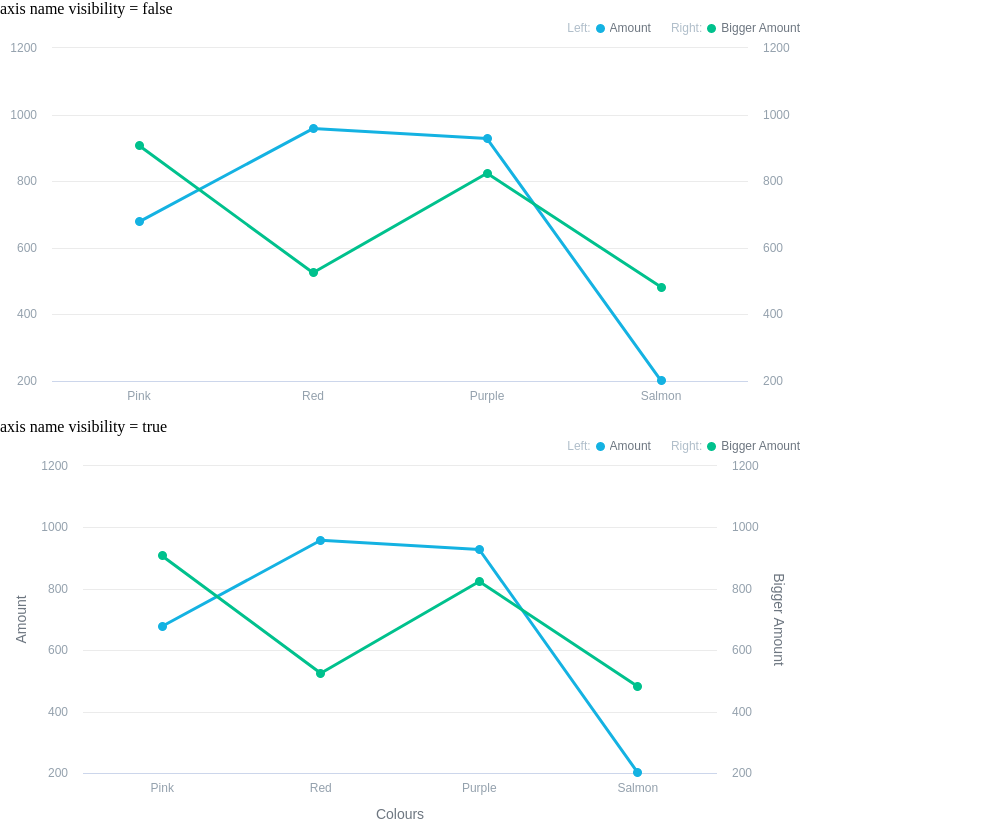 axis name visibility = false
Left: Amount Right: Bigger Amount
1200 1200
1000 1000
800 800
600 600
400 400
200 200
Pink Red Purple Salmon
axis name visibility = true
Left: Amount Right: Bigger Amount
1200 1200
1000 1000
800 800
Amount Bigger Amount
600 600
400 400
200 200
Pink Red Purple Salmon
Colours